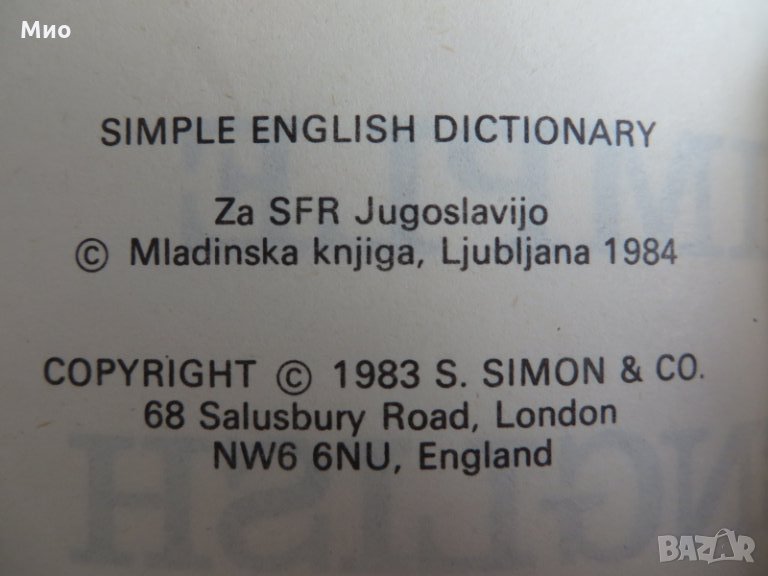 Мио
SIMPLE ENGLISH DICTIONARY
Za SFR Jugoslavijo
© Mladinska knjiga, Ljubljana 1984
COPYRIGHT © 1983 S. SIMON & CO.
68 Salusbury Road, London
NW6 6NU, England
BAZAR